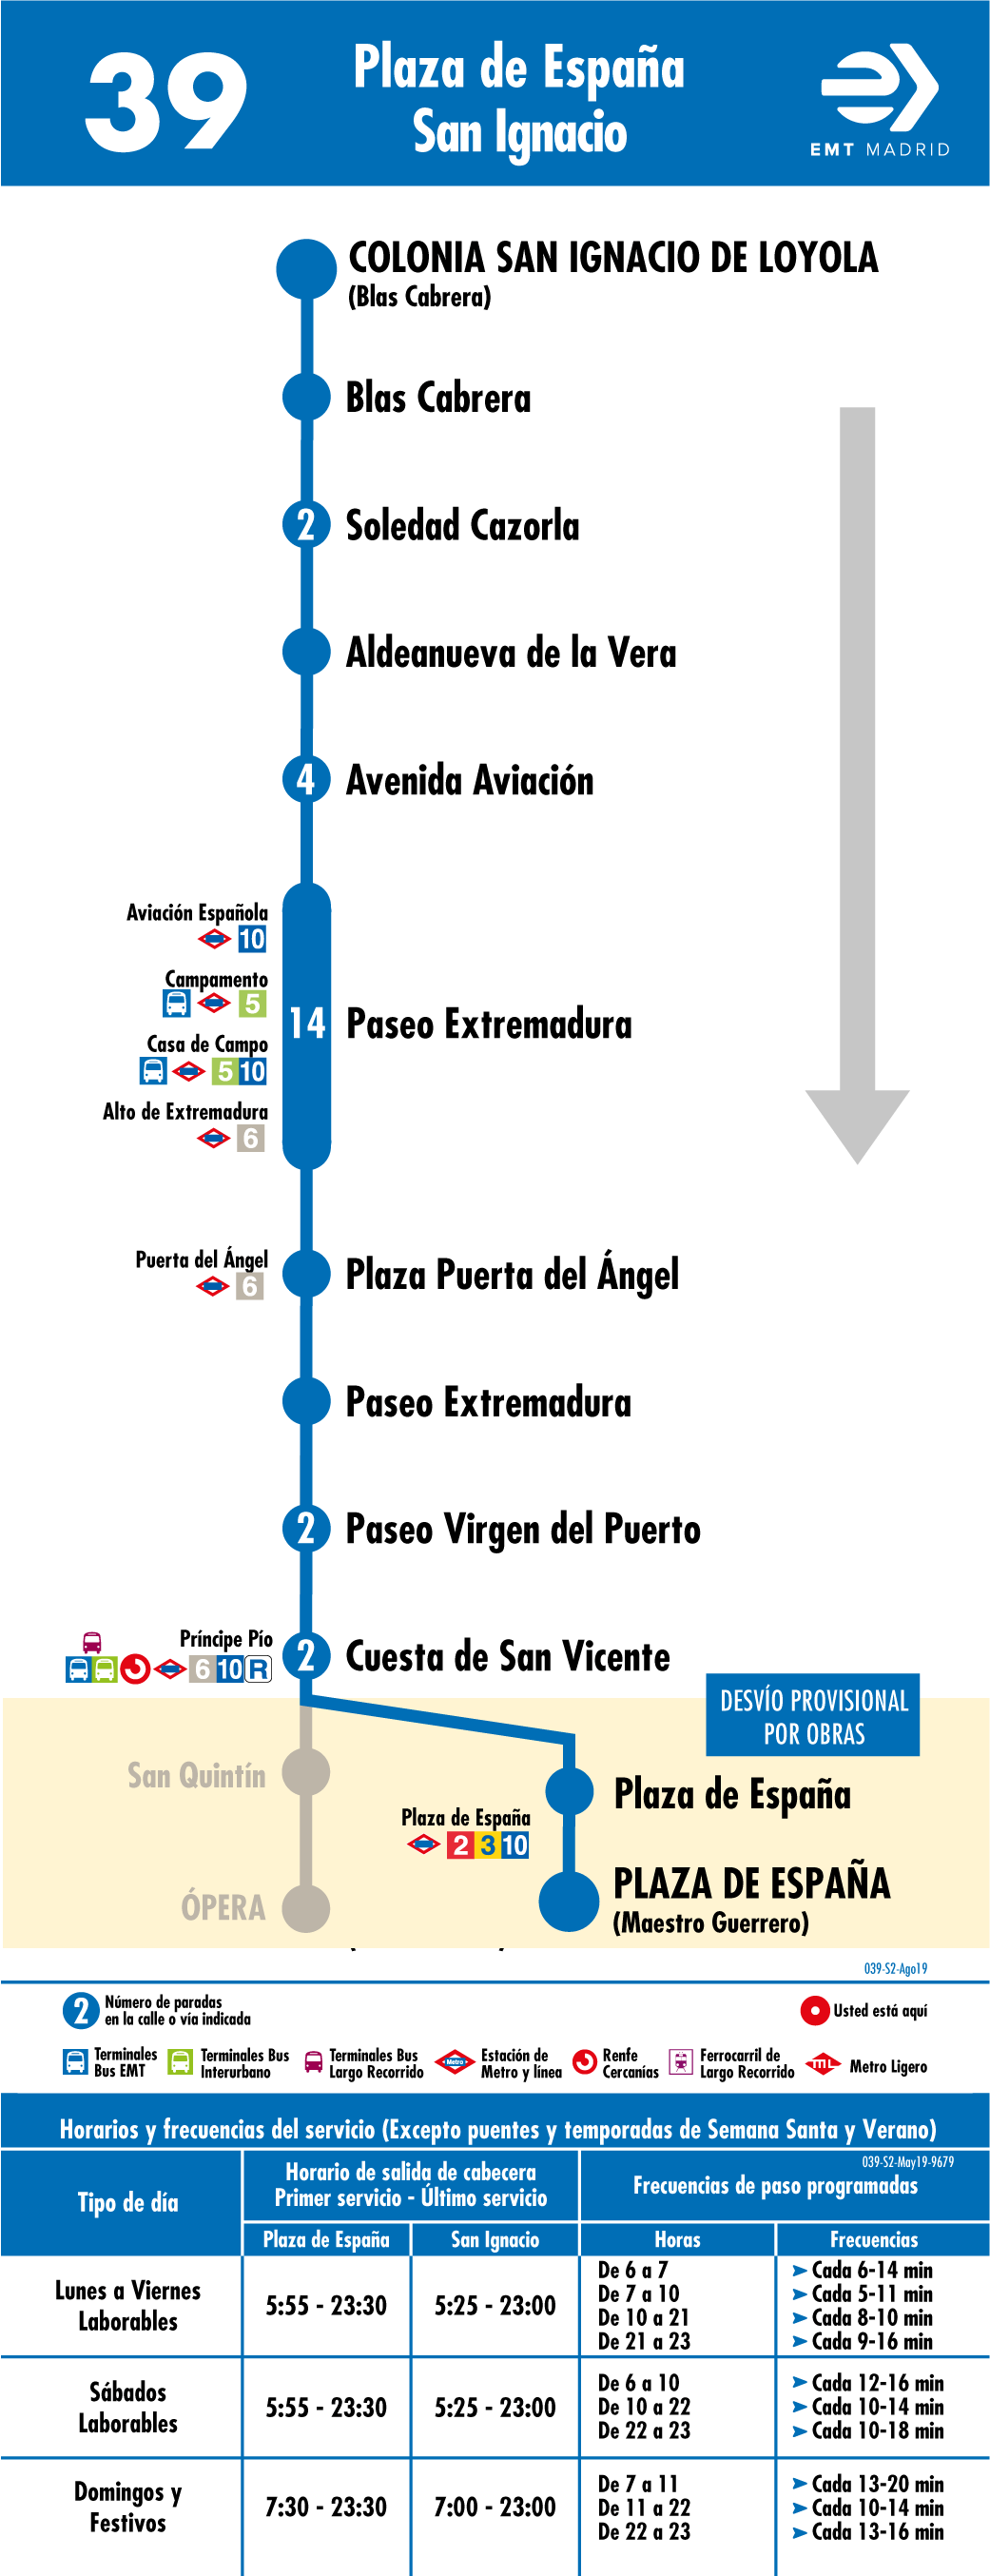 39
Plaza de España
San Ignacio
EMT MADRID
COLONIA SAN IGNACIO DE LOYOLA
(Blas Cabrera)
Blas Cabrera
2 Soledad Cazorla
Aldeanueva de la Vera
4 Avenida Aviación
Aviación Española
10
Campamento
5
Casa de Campo
5 10
Alto de Extremadura
6
14 Paseo Extremadura
Puerta del Ángel
6
Plaza Puerta del Ángel
Paseo Extremadura
2 Paseo Virgen del Puerto
Príncipe Pío
6 10 R
2 Cuesta de San Vicente
DESVÍO PROVISIONAL
POR OBRAS
San Quintín
ÓPERA
Plaza de España
Plaza de España
2 3 10
PLAZA DE ESPAÑA
(Maestro Guerrero)
039-S2-Ago19
2 Número de paradas
en la calle o vía indicada
Usted está aquí
Terminales
Bus EMT
Terminales Bus
Interurbano
Terminales Bus
Largo Recorrido
Metro
Estación de
Metro y línea
Renfe
Cercanías
Ferrocarril de
Largo Recorrido
ML
Metro Ligero
Horarios y frecuencias del servicio (Excepto puentes y temporadas de Semana Santa y Verano)
039-S2-May19-9679
Tipo de día
Horario de salida de cabecera
Primer servicio - Último servicio
Frecuencias de paso programadas
Plaza de España
San Ignacio
Horas
Frecuencias
Lunes a Viernes
Laborables
5:55 - 23:30
5:25 - 23:00
De 6 a 7 Cada 6-14 min
De 7 a 10 Cada 5-11 min
De 10 a 21 Cada 8-10 min
De 21 a 23 Cada 9-16 min
Sábados
Laborables
5:55 - 23:30
5:25 - 23:00
De 6 a 10 Cada 12-16 min
De 10 a 22 Cada 10-14 min
De 22 a 23 Cada 10-18 min
Domingos y
Festivos
7:30 - 23:30
7:00 - 23:00
De 7 a 11 Cada 13-20 min
De 11 a 22 Cada 10-14 min
De 22 a 23 Cada 13-16 min